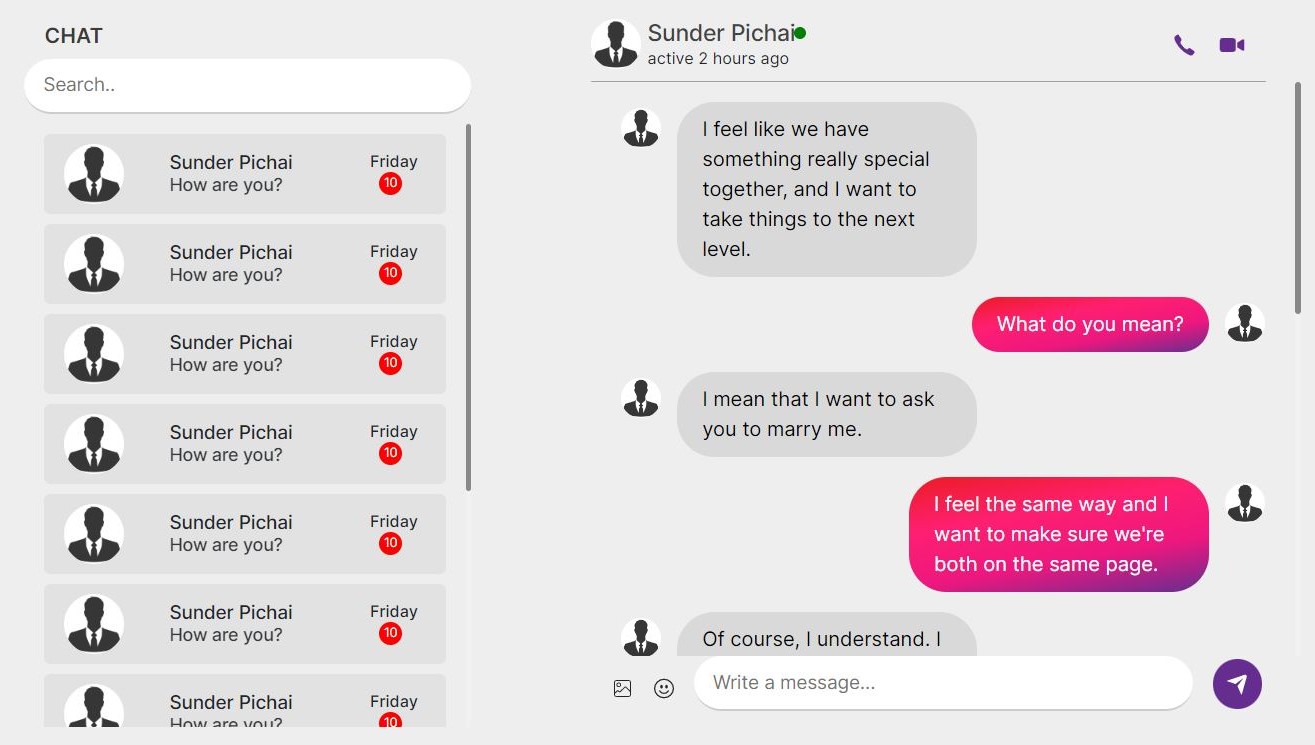 CHAT
Search..
Sunder Pichai
How are you?
Friday
10
Sunder Pichai
How are you?
Friday
10
Sunder Pichai
How are you?
Friday
10
Sunder Pichai
How are you?
Friday
10
Sunder Pichai
How are you?
Friday
10
Sunder Pichai
How are you?
Friday
10
Sunder Pichai
How are you?
Friday
10
Sunder Pichai
active 2 hours ago
I feel like we have
something really special
together, and I want to
take things to the next
level.
What do you mean?
I mean that I want to ask
you to marry me.
I feel the same way and I
want to make sure we're
both on the same page.
Of course, I understand. I
Write a message...